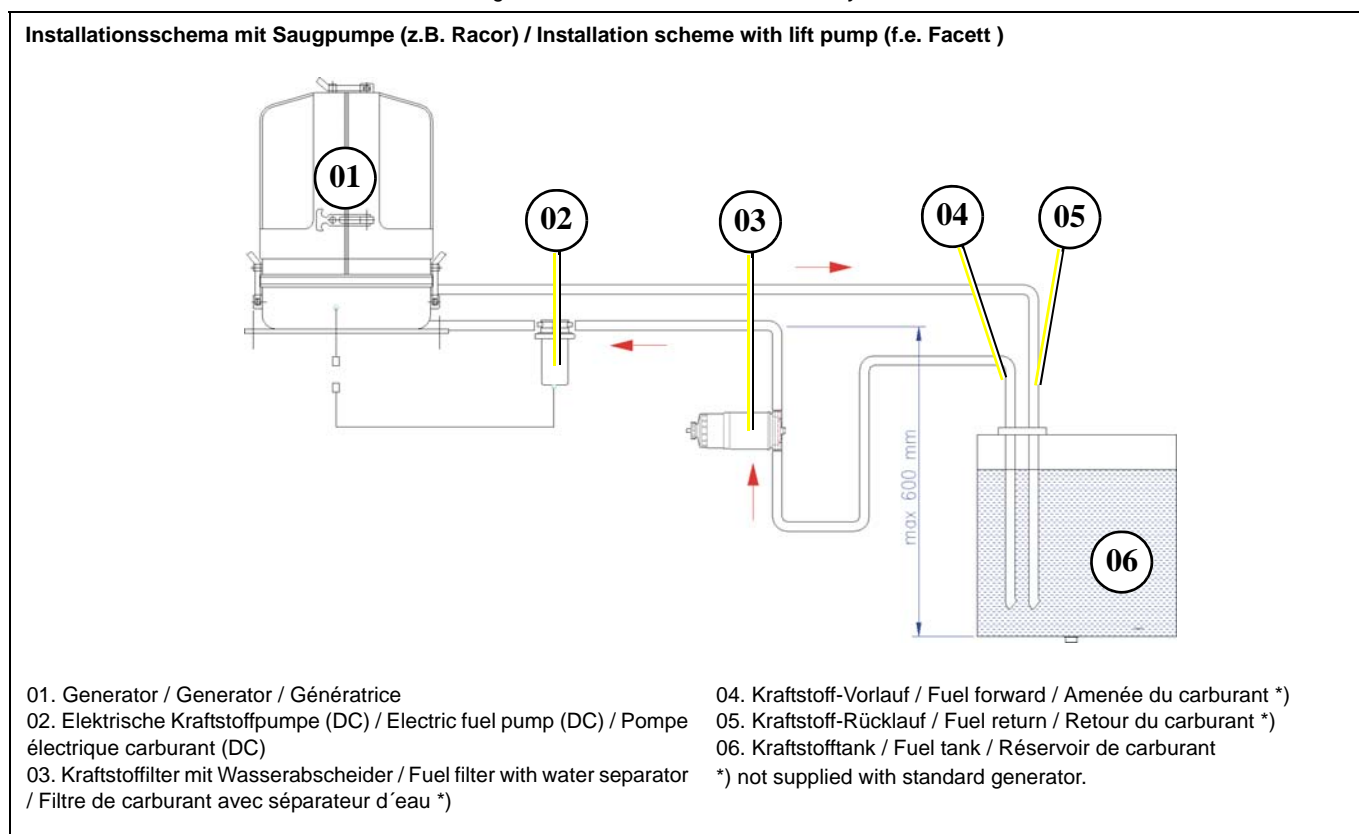 Installationsschema mit Saugpumpe (z.B. Racor) / Installation scheme with lift pump (f.e. Facett )
01
02
03
04
05
max 600 mm
06
01. Generator / Generator / Génératrice
02. Elektrische Kraftstoffpumpe (DC) / Electric fuel pump (DC) / Pompe
électrique carburant (DC)
03. Kraftstoffilter mit Wasserabscheider / Fuel filter with water separator
/ Filtre de carburant avec séparateur d´eau *)
04. Kraftstoff-Vorlauf / Fuel forward / Amenée du carburant *)
05. Kraftstoff-Rücklauf / Fuel return / Retour du carburant *)
06. Kraftstofftank / Fuel tank / Réservoir de carburant
*) not supplied with standard generator.